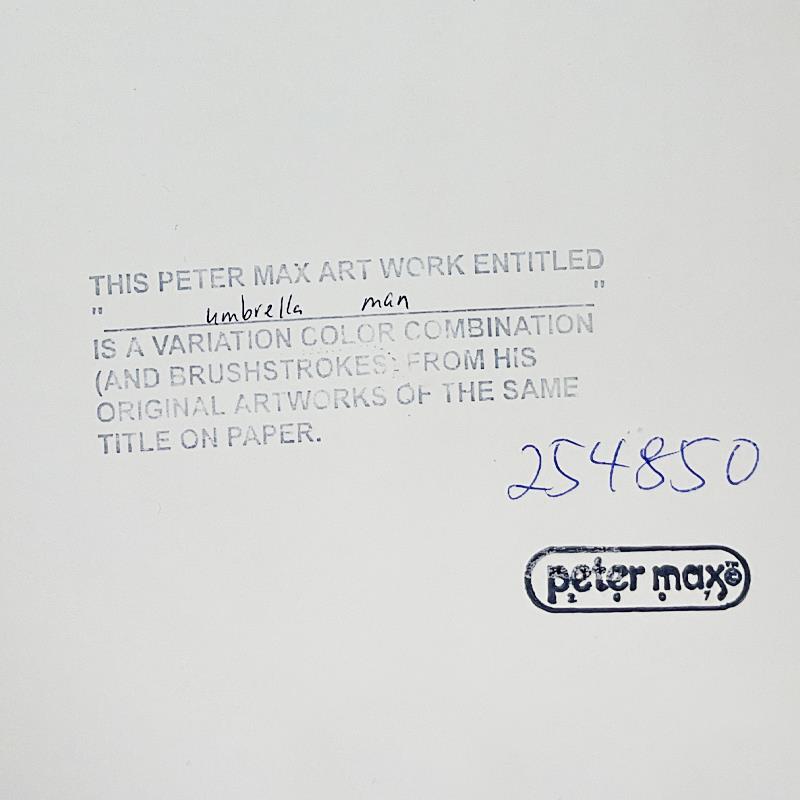 THIS PETER MAX ART WORK ENTITLED
" umbrella man "
IS A VARIATION COLOR COMBINATION
(AND BRUSHSTROKES) FROM HIS
ORIGINAL ARTWORKS OF THE SAME
TITLE ON PAPER.
254850
peter max ™©
2 0 0 7